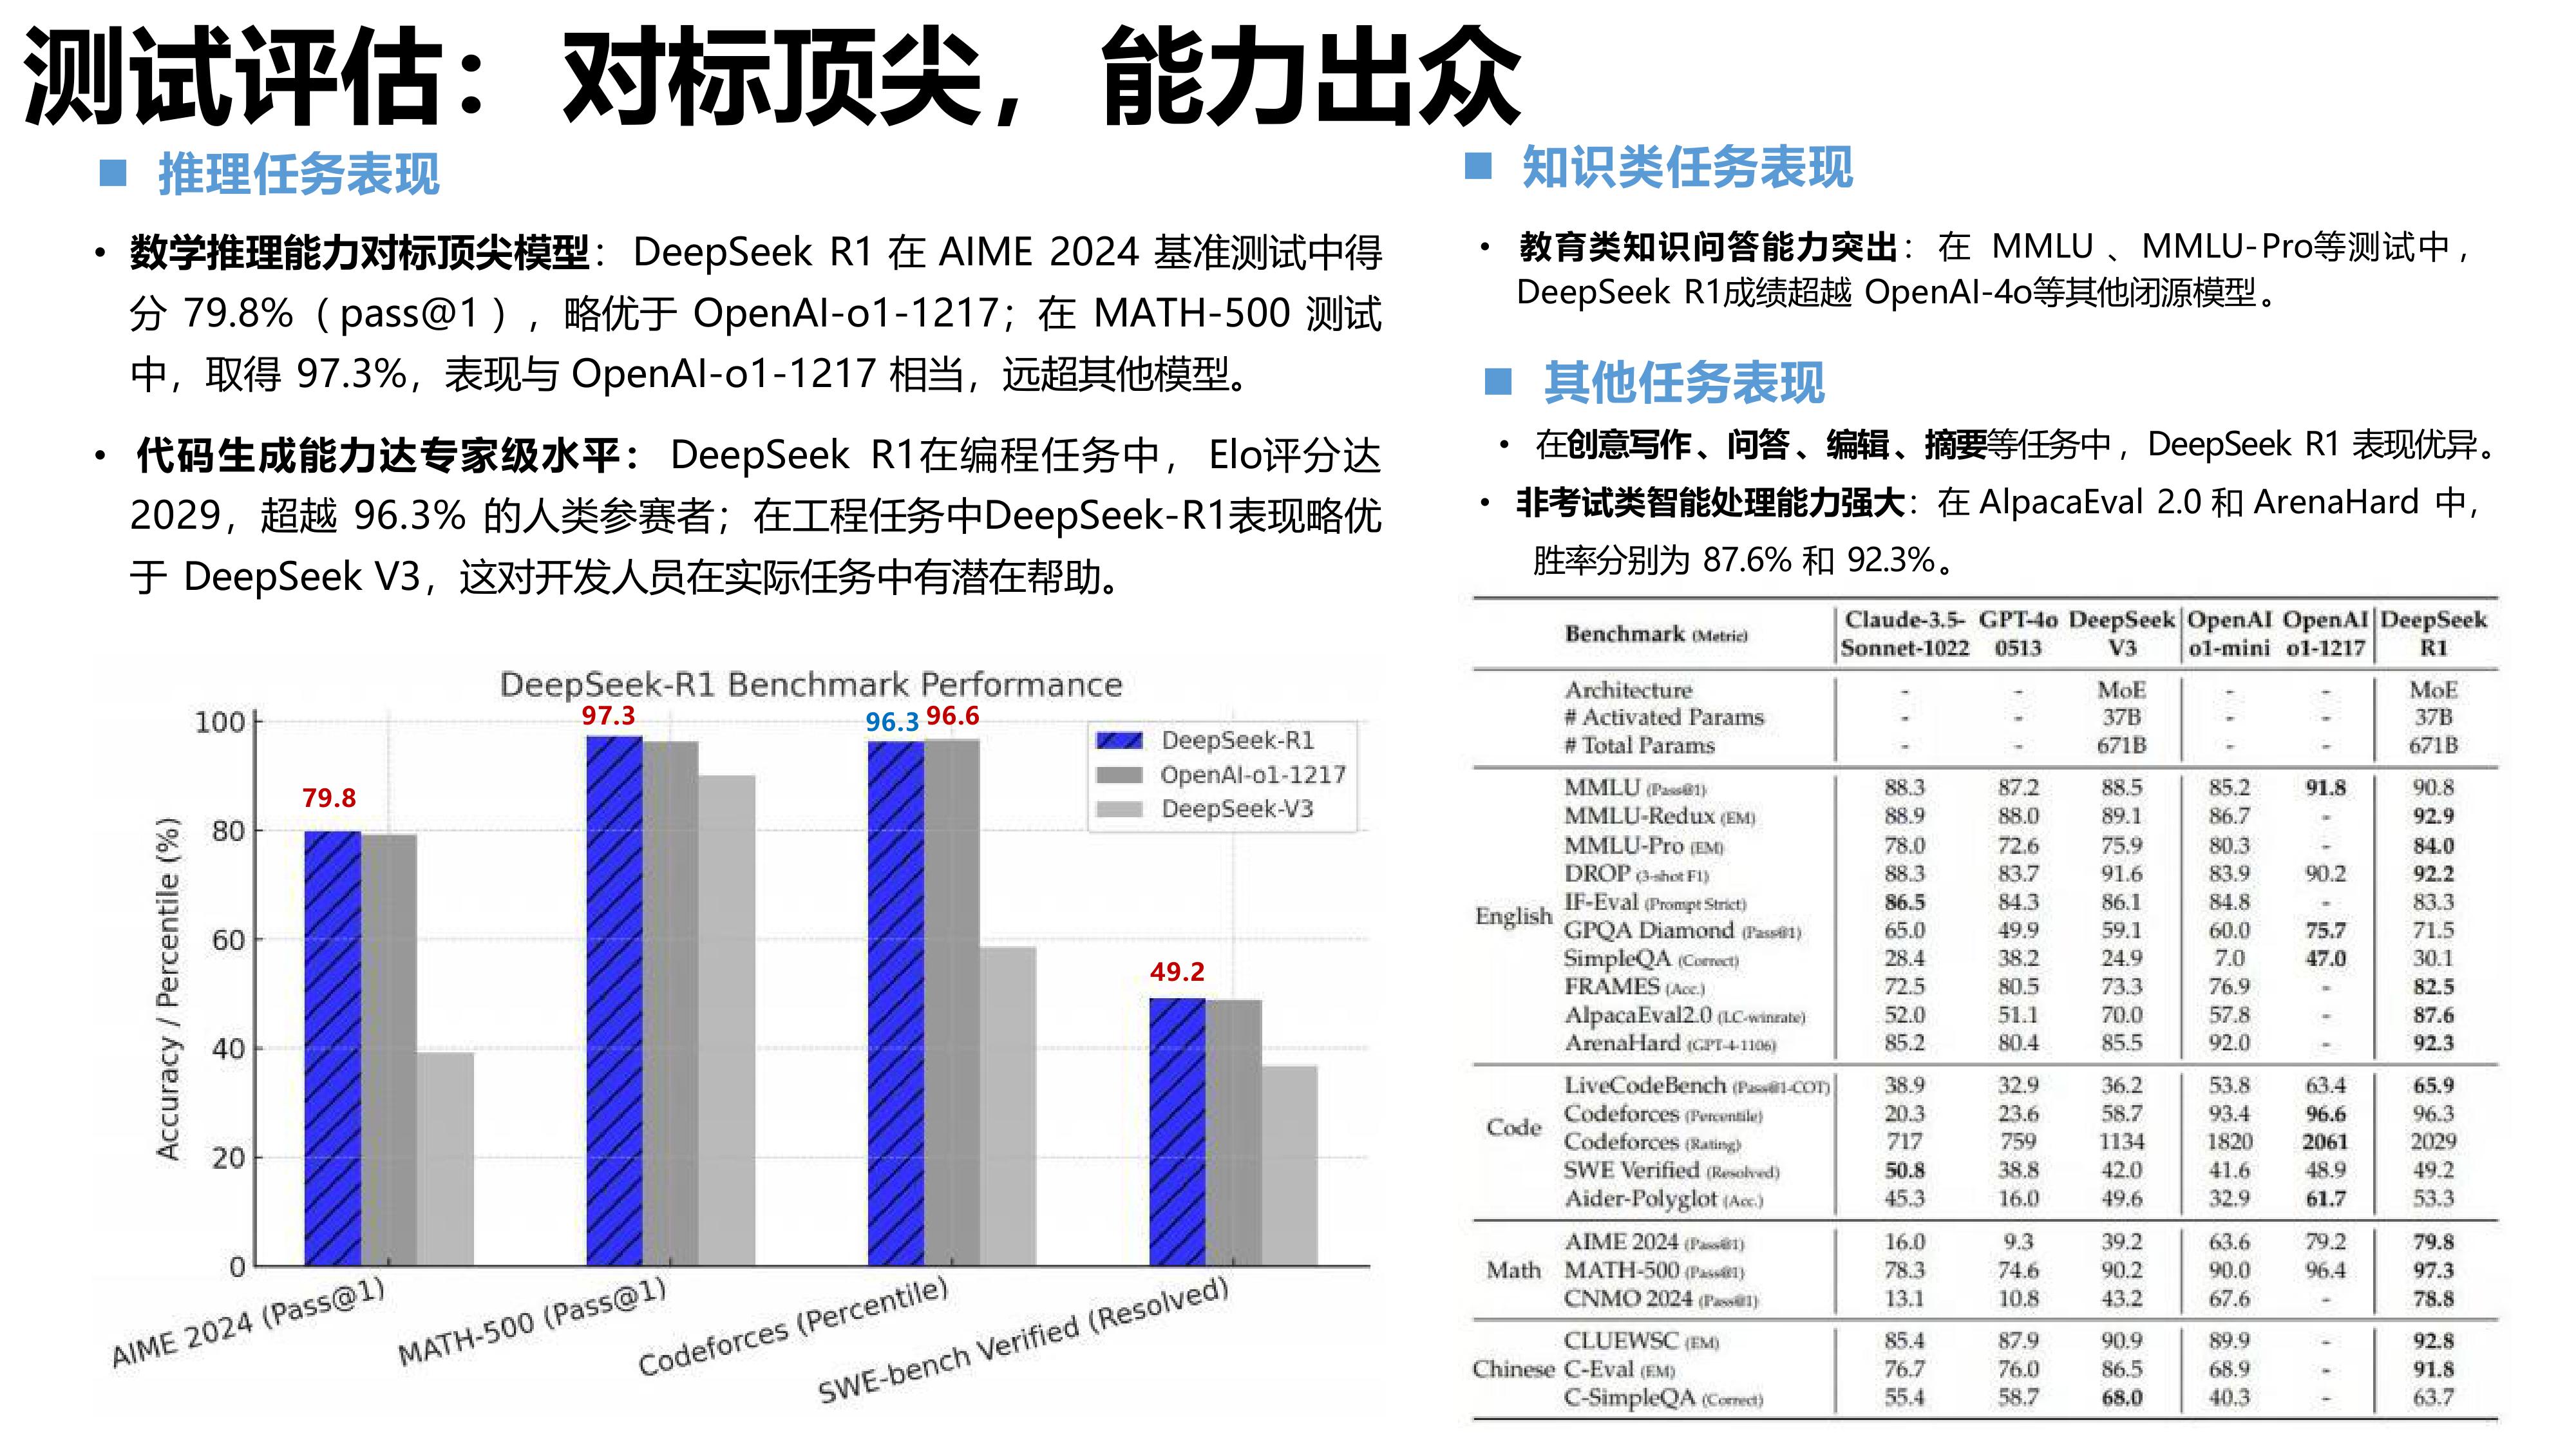 测试评估：对标顶尖，能力出众
■ 推理任务表现
• 数学推理能力对标顶尖模型：DeepSeek R1 在 AIME 2024 基准测试中得
分 79.8%（pass@1），略优于 OpenAI-o1-1217；在 MATH-500 测试
中，取得 97.3%，表现与 OpenAI-o1-1217 相当，远超其他模型。
• 代码生成能力达专家级水平：DeepSeek R1在编程任务中，Elo评分达
2029，超越 96.3% 的人类参赛者；在工程任务中DeepSeek-R1表现略优
于 DeepSeek V3，这对开发人员在实际任务中有潜在帮助。
DeepSeek-R1 Benchmark Performance
Accuracy / Percentile (%)
100
80
60
40
20
0
79.8
97.3
96.3 96.6
49.2
DeepSeek-R1
OpenAI-o1-1217
DeepSeek-V3
AIME 2024 (Pass@1)
MATH-500 (Pass@1)
Codeforces (Percentile)
SWE-bench Verified (Resolved)
■ 知识类任务表现
• 教育类知识问答能力突出：在 MMLU 、MMLU-Pro等测试中，
DeepSeek R1成绩超越 OpenAI-4o等其他闭源模型。
■ 其他任务表现
• 在创意写作、问答、编辑、摘要等任务中，DeepSeek R1 表现优异。
• 非考试类智能处理能力强大：在 AlpacaEval 2.0 和 ArenaHard 中，
胜率分别为 87.6% 和 92.3%。
Benchmark (Metric) Claude-3.5- GPT-4o DeepSeek OpenAI OpenAI DeepSeek
Sonnet-1022 0513 V3 o1-mini o1-1217 R1
Architecture - - MoE - - MoE
# Activated Params - - 37B - - 37B
# Total Params - - 671B - - 671B
English
MMLU (Pass@1) 88.3 87.2 88.5 85.2 91.8 90.8
MMLU-Redux (EM) 88.9 88.0 89.1 86.7 - 92.9
MMLU-Pro (EM) 78.0 72.6 75.9 80.3 - 84.0
DROP (3-shot F1) 88.3 83.7 91.6 83.9 90.2 92.2
IF-Eval (Prompt Strict) 86.5 84.3 86.1 84.8 - 83.3
GPQA Diamond (Pass@1) 65.0 49.9 59.1 60.0 75.7 71.5
SimpleQA (Correct) 28.4 38.2 24.9 7.0 47.0 30.1
FRAMES (Acc.) 72.5 80.5 73.3 76.9 - 82.5
AlpacaEval2.0 (LC-winrate) 52.0 51.1 70.0 57.8 - 87.6
ArenaHard (GPT-4-1106) 85.2 80.4 85.5 92.0 - 92.3
Code
LiveCodeBench (Pass@1-COT) 38.9 32.9 36.2 53.8 63.4 65.9
Codeforces (Percentile) 20.3 23.6 58.7 93.4 96.6 96.3
Codeforces (Rating) 717 759 1134 1820 2061 2029
SWE Verified (Resolved) 50.8 38.8 42.0 41.6 48.9 49.2
Aider-Polyglot (Acc.) 45.3 16.0 49.6 32.9 61.7 53.3
Math
AIME 2024 (Pass@1) 16.0 9.3 39.2 63.6 79.2 79.8
MATH-500 (Pass@1) 78.3 74.6 90.2 90.0 96.4 97.3
CNMO 2024 (Pass@1) 13.1 10.8 43.2 67.6 - 78.8
Chinese
CLUEWSC (EM) 85.4 87.9 90.9 89.9 - 92.8
C-Eval (EM) 76.7 76.0 86.5 68.9 - 91.8
C-SimpleQA (Correct) 55.4 58.7 68.0 40.3 - 63.7